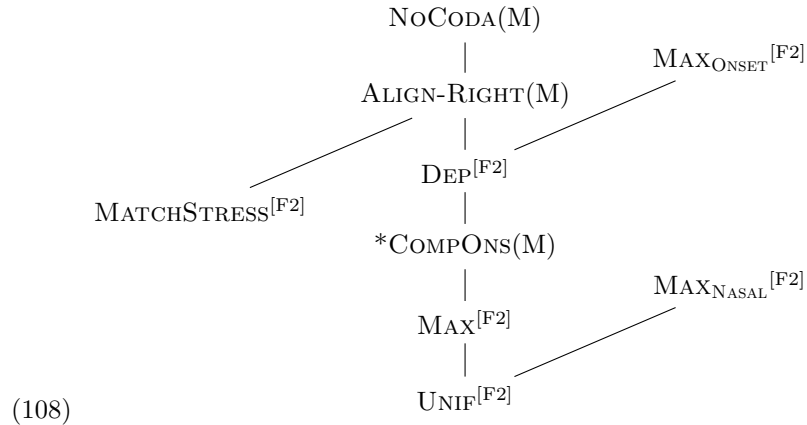 NoCoda(M)
Max_Onset^[F2]
Align-Right(M)
Dep^[F2]
MatchStress^[F2]
*CompOns(M)
Max_Nasal^[F2]
Max^[F2]
Unif^[F2]
(108)